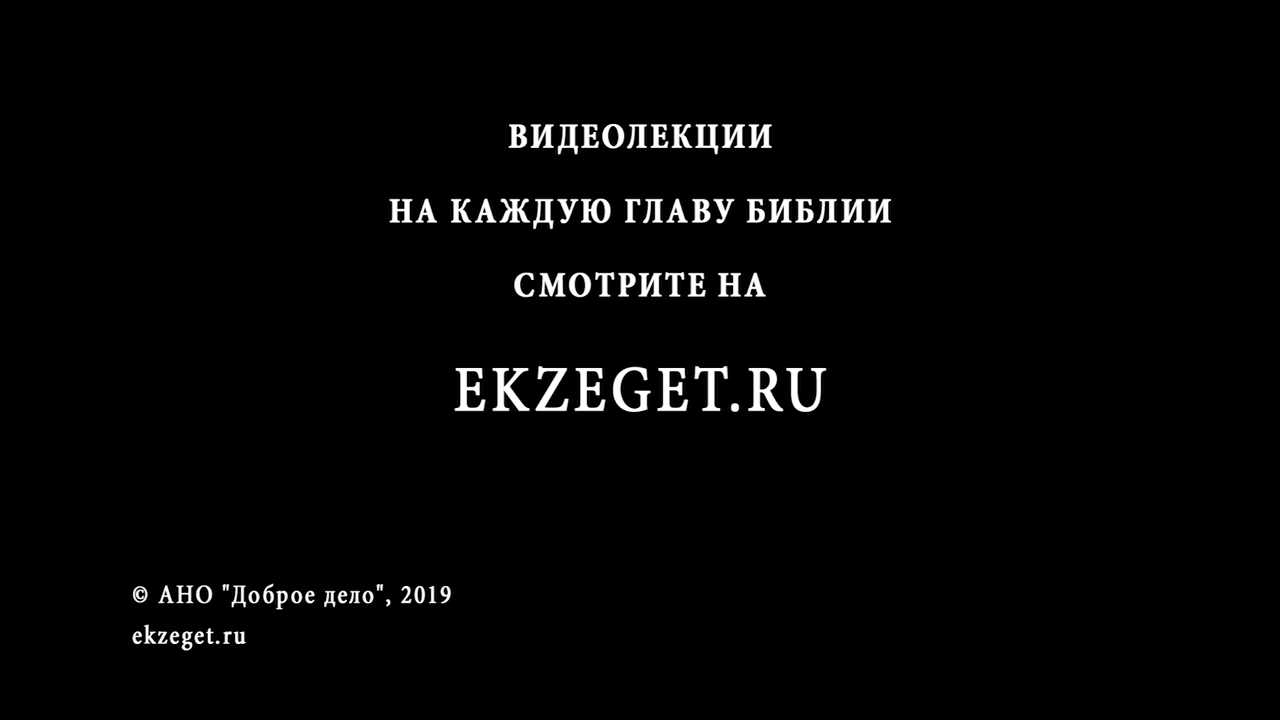 ВИДЕОЛЕКЦИИ
НА КАЖДУЮ ГЛАВУ БИБЛИИ
СМОТРИТЕ НА
EKZEGET.RU
© АНО "Доброе дело", 2019
ekzeget.ru